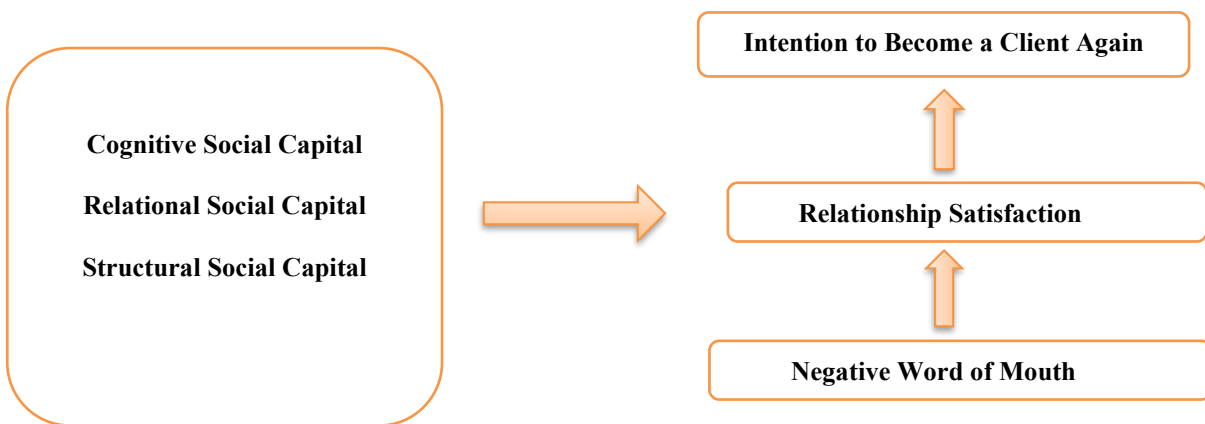 Cognitive Social Capital
Relational Social Capital
Structural Social Capital
Intention to Become a Client Again
Relationship Satisfaction
Negative Word of Mouth